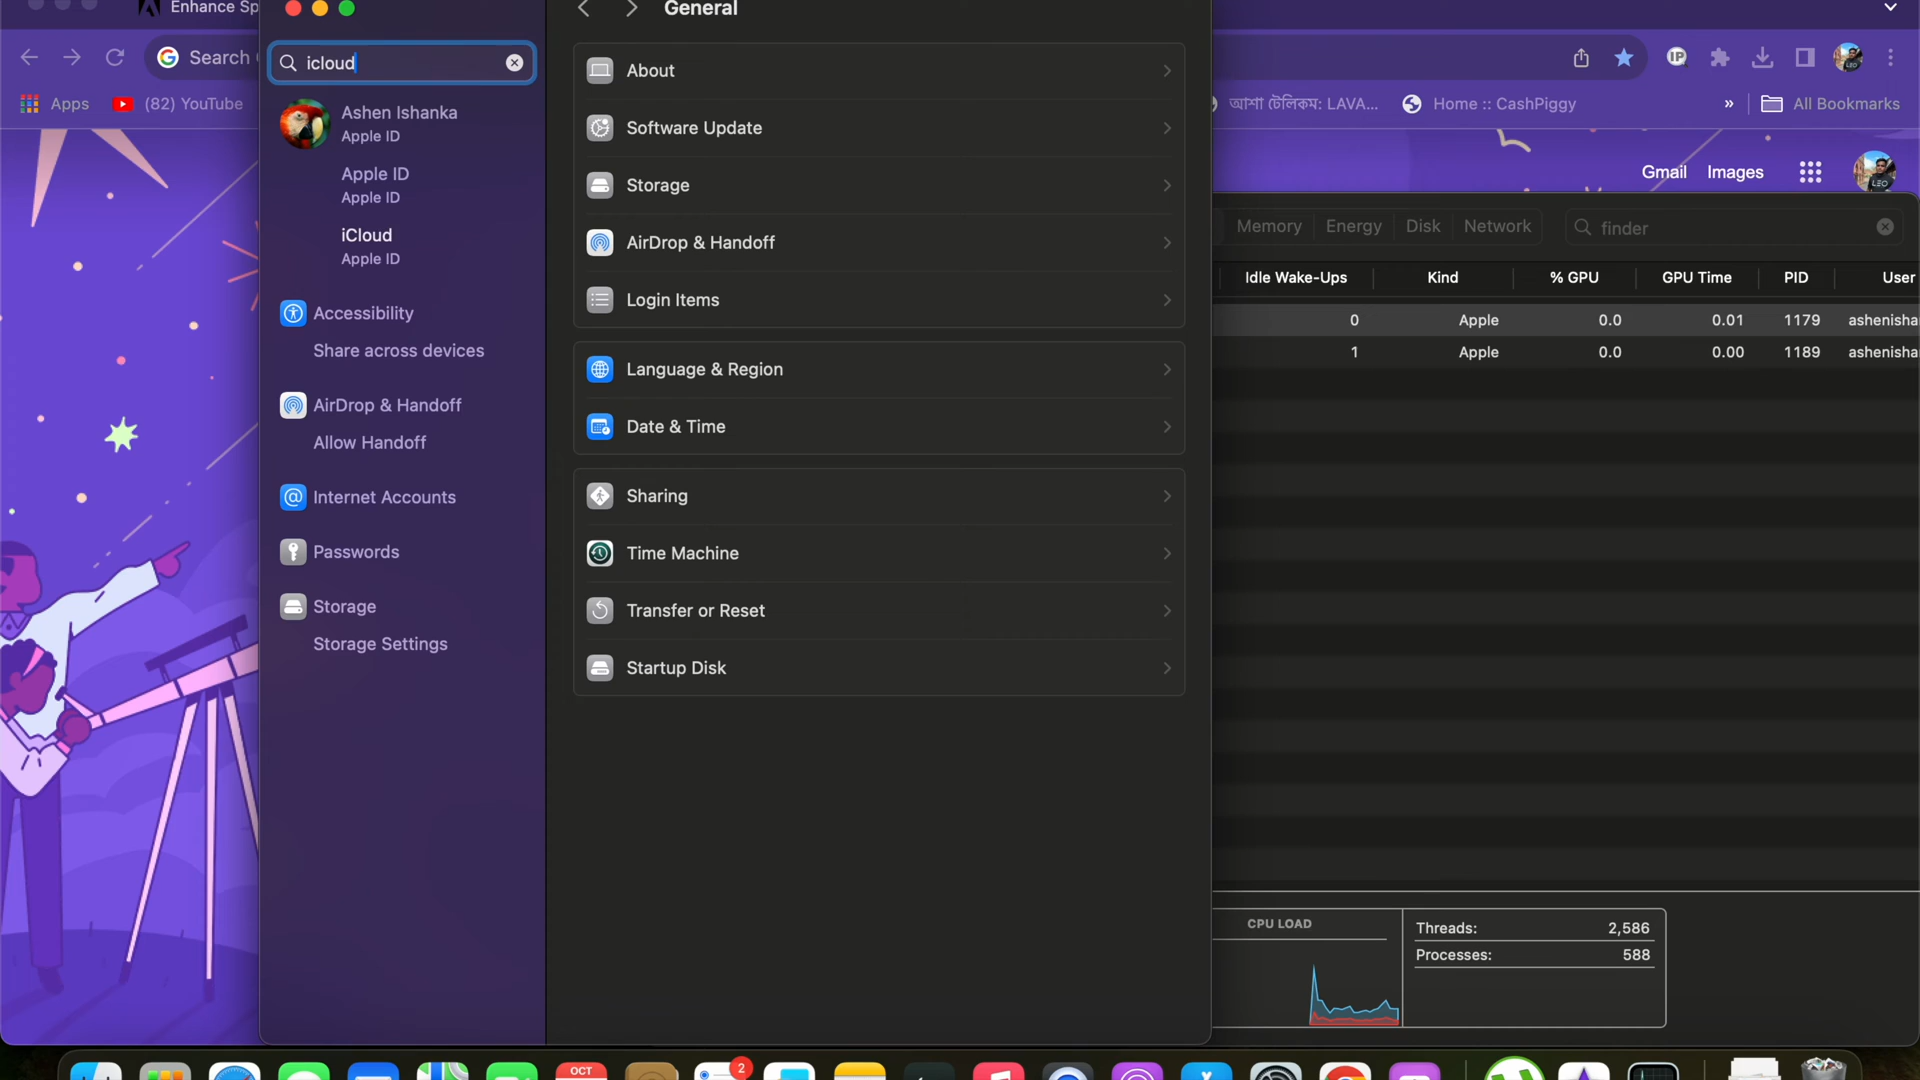 Enhance Sp
General
Search
icloud
Apps
(82) YouTube
আশা টেলিকম: LAVA...
Home :: CashPiggy
»
All Bookmarks
Ashen Ishanka
Apple ID
Apple ID
Apple ID
iCloud
Apple ID
Accessibility
Share across devices
AirDrop & Handoff
Allow Handoff
Internet Accounts
Passwords
Storage
Storage Settings
About
Software Update
Storage
AirDrop & Handoff
Login Items
Language & Region
Date & Time
Sharing
Time Machine
Transfer or Reset
Startup Disk
Gmail
Images
LEO
Memory
Energy
Disk
Network
finder
Idle Wake-Ups
Kind
% GPU
GPU Time
PID
User
0 Apple 0.0 0.01 1179 ashenisha
1 Apple 0.0 0.00 1189 ashenisha
CPU LOAD
Threads: 2,586
Processes: 588
OCT
2